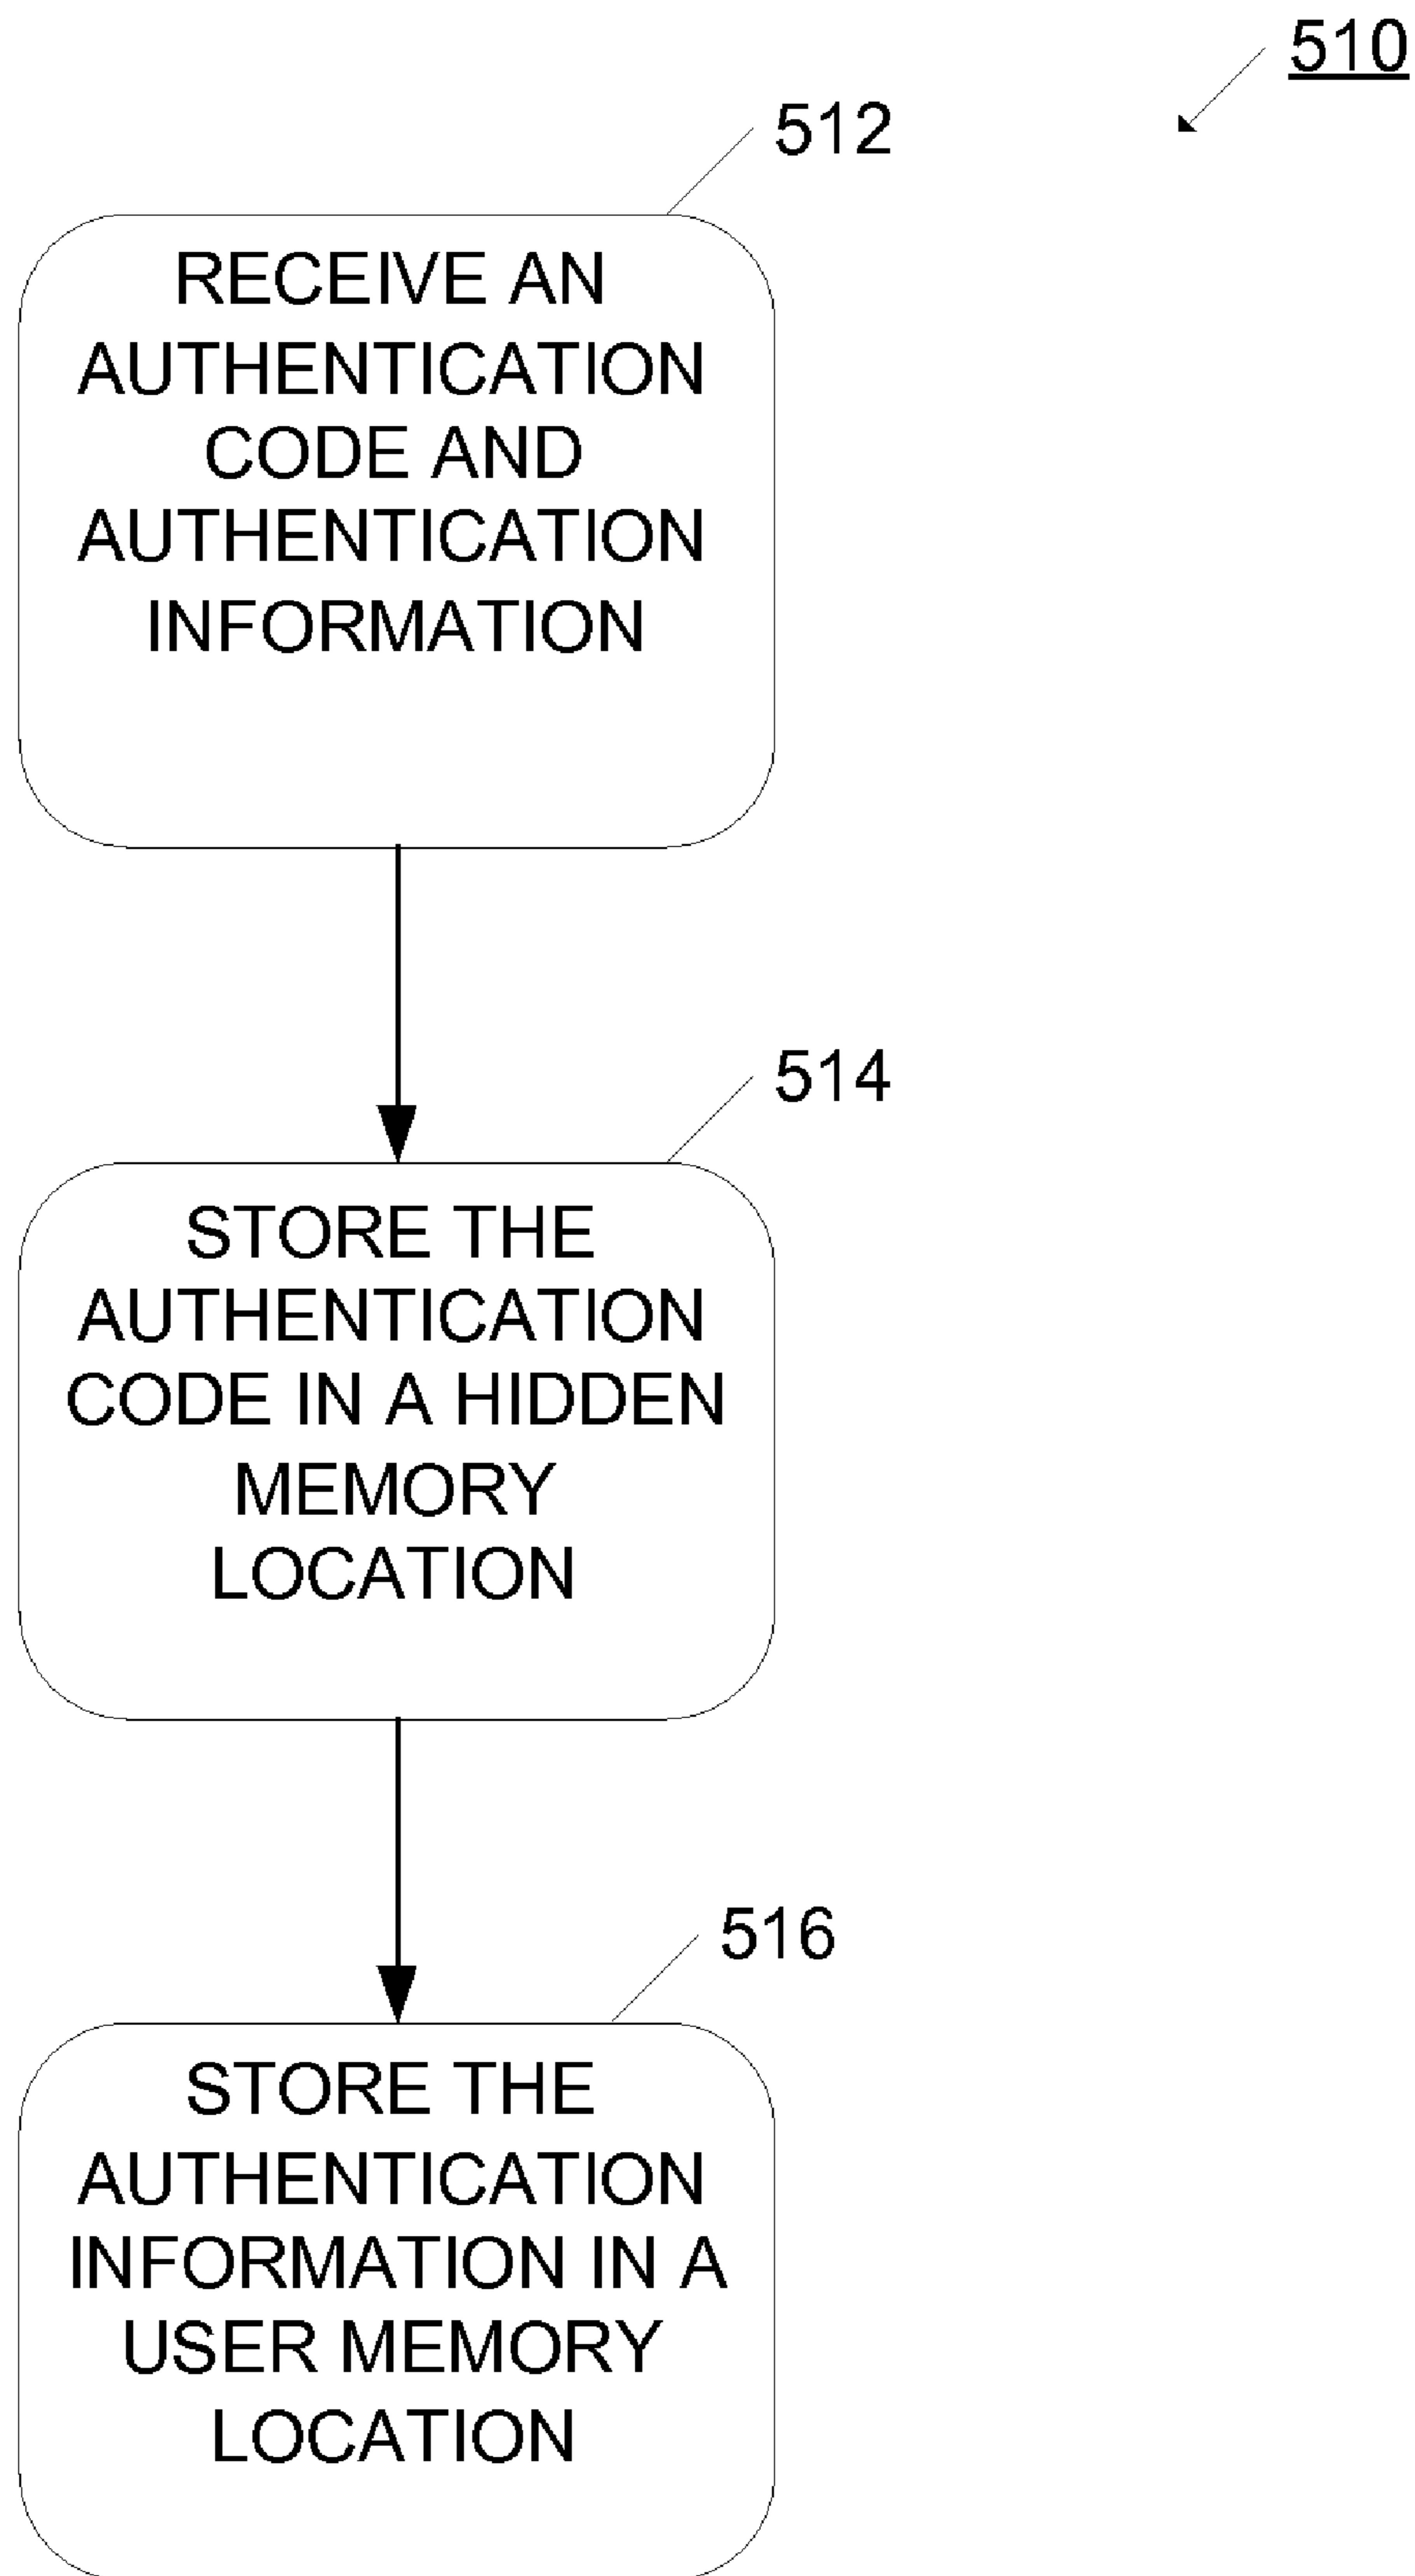 510
512
RECEIVE AN
AUTHENTICATION
CODE AND
AUTHENTICATION
INFORMATION
514
STORE THE
AUTHENTICATION
CODE IN A HIDDEN
MEMORY
LOCATION
516
STORE THE
AUTHENTICATION
INFORMATION IN A
USER MEMORY
LOCATION